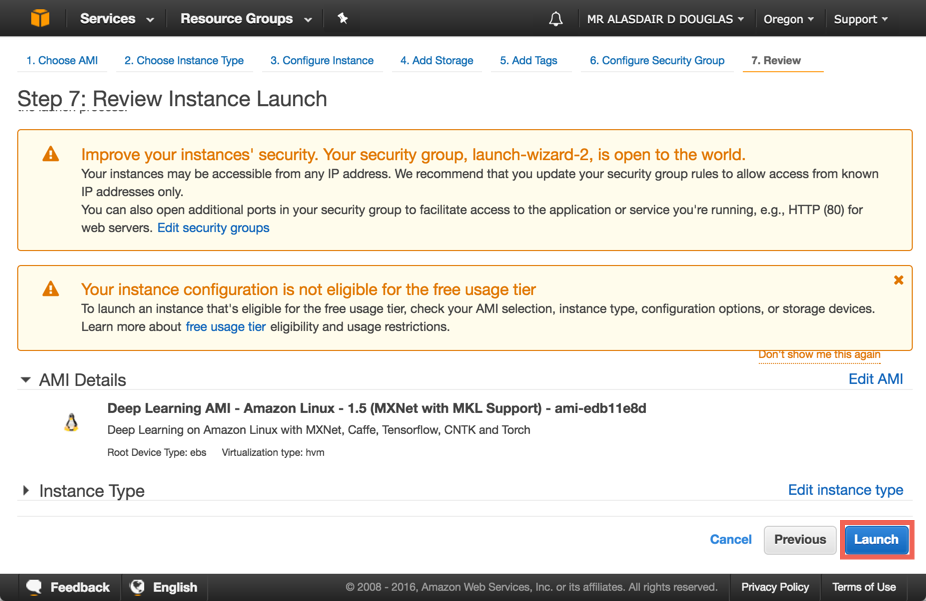 Services
Resource Groups
MR ALASDAIR D DOUGLAS
Oregon
Support
1. Choose AMI
2. Choose Instance Type
3. Configure Instance
4. Add Storage
5. Add Tags
6. Configure Security Group
7. Review
Step 7: Review Instance Launch
the launch process.
Improve your instances' security. Your security group, launch-wizard-2, is open to the world.
Your instances may be accessible from any IP address. We recommend that you update your security group rules to allow access from known
IP addresses only.
You can also open additional ports in your security group to facilitate access to the application or service you're running, e.g., HTTP (80) for
web servers. Edit security groups
Your instance configuration is not eligible for the free usage tier
To launch an instance that's eligible for the free usage tier, check your AMI selection, instance type, configuration options, or storage devices.
Learn more about free usage tier eligibility and usage restrictions.
Don't show me this again
AMI Details
Edit AMI
Deep Learning AMI - Amazon Linux - 1.5 (MXNet with MKL Support) - ami-edb11e8d
Deep Learning on Amazon Linux with MXNet, Caffe, Tensorflow, CNTK and Torch
Root Device Type: ebs Virtualization type: hvm
Instance Type
Edit instance type
Cancel
Previous
Launch
Feedback
English
© 2008 - 2016, Amazon Web Services, Inc. or its affiliates. All rights reserved.
Privacy Policy
Terms of Use